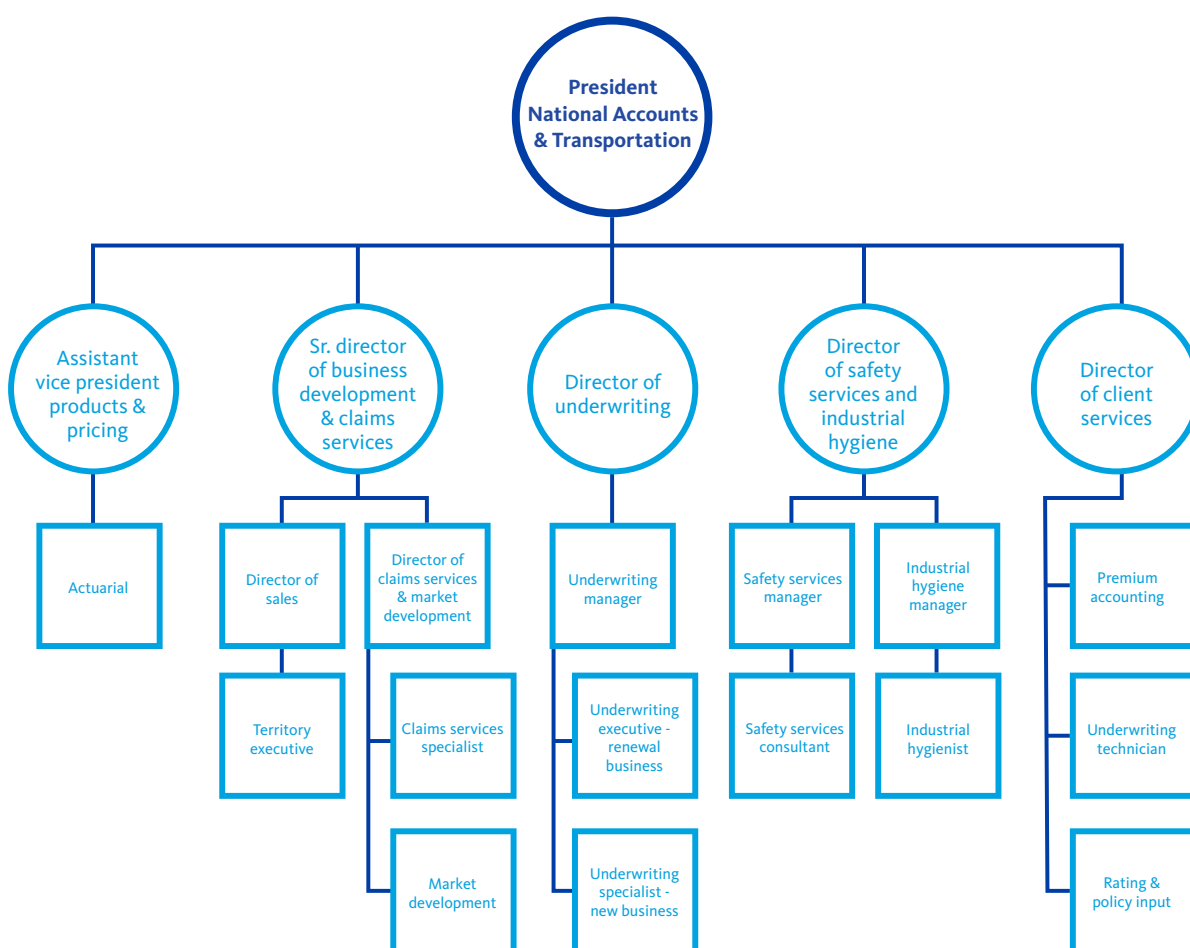 President
National Accounts
& Transportation
Assistant
vice president
products &
pricing
Sr. director
of business
development
& claims
services
Director of
underwriting
Director
of safety
services and
industrial
hygiene
Director
of client
services
Actuarial
Director of
sales
Director of
claims services
& market
development
Underwriting
manager
Safety services
manager
Industrial
hygiene
manager
Premium
accounting
Territory
executive
Claims services
specialist
Underwriting
executive -
renewal
business
Safety services
consultant
Industrial
hygienist
Underwriting
technician
Market
development
Underwriting
specialist -
new business
Rating &
policy input